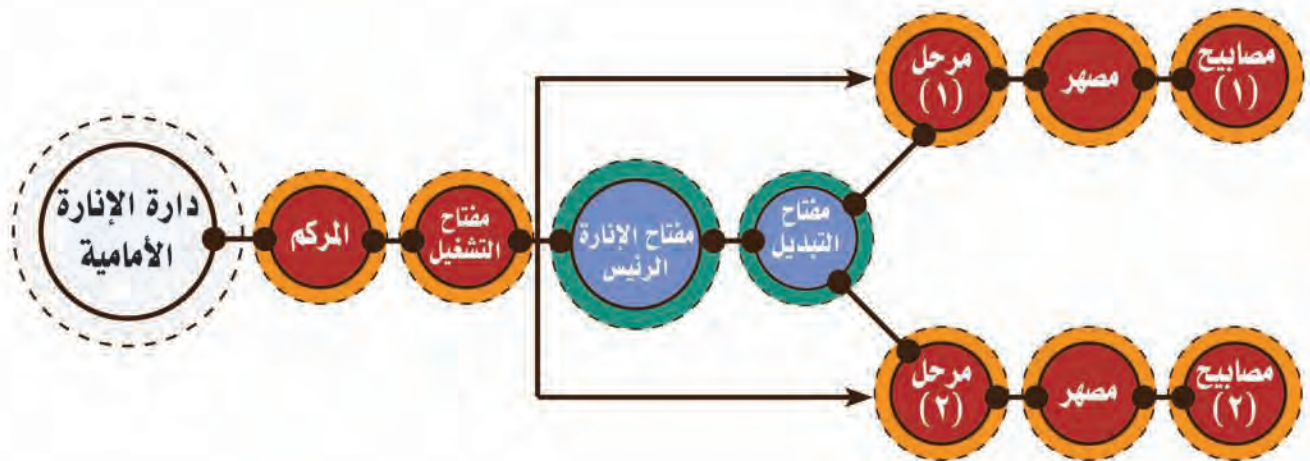 دارة الإنارة
الأمامية
المركم
مفتاح
التشغيل
مفتاح الإنارة
الرئيس
مفتاح
التبديل
مرحل
(١)
مصهر
مصابيح
(١)
مرحل
(٢)
مصهر
مصابيح
(٢)